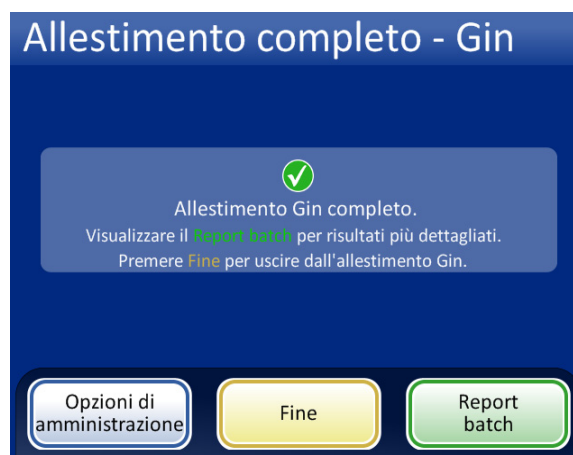 Allestimento completo - Gin
Allestimento Gin completo.
Visualizzare il Report batch per risultati più dettagliati.
Premere Fine per uscire dall'allestimento Gin.
Opzioni di
amministrazione
Fine
Report
batch